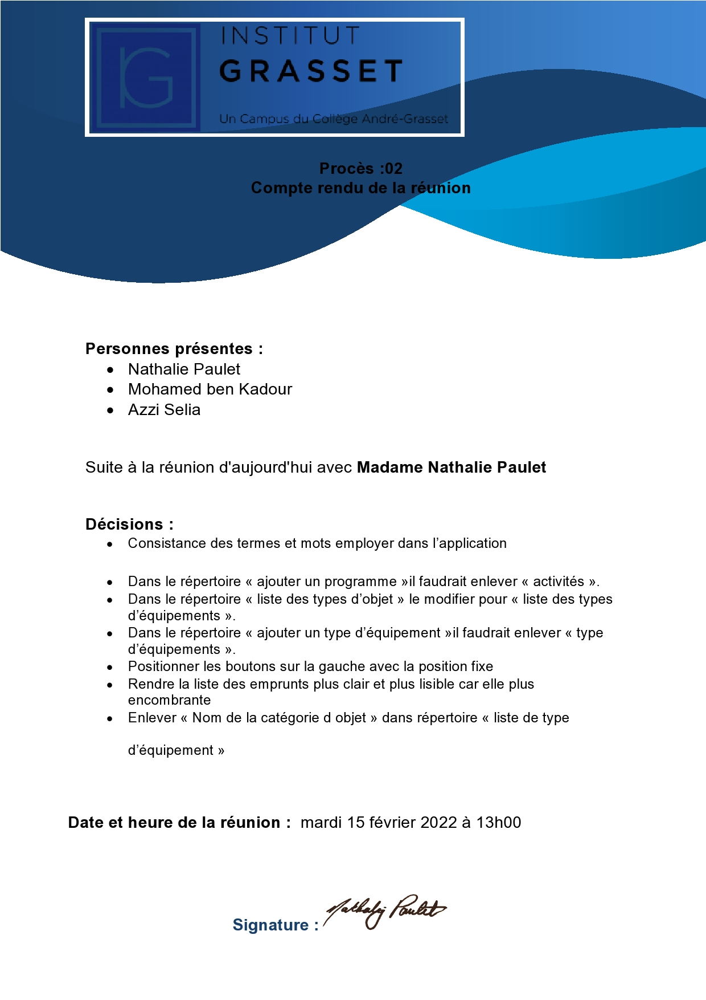 INSTITUT
GRASSET
Un Campus du Collège André-Grasset
Procès :02
Compte rendu de la réunion
Personnes présentes :
• Nathalie Paulet
• Mohamed ben Kadour
• Azzi Selia
Suite à la réunion d'aujourd'hui avec Madame Nathalie Paulet
Décisions :
• Consistance des termes et mots employer dans l’application
• Dans le répertoire « ajouter un programme »il faudrait enlever « activités ».
• Dans le répertoire « liste des types d’objet » le modifier pour « liste des types
d’équipements ».
• Dans le répertoire « ajouter un type d’équipement »il faudrait enlever « type
d’équipements ».
• Positionner les boutons sur la gauche avec la position fixe
• Rendre la liste des emprunts plus clair et plus lisible car elle plus
encombrante
• Enlever « Nom de la catégorie d objet » dans répertoire « liste de type
d’équipement »
Date et heure de la réunion : mardi 15 février 2022 à 13h00
Signature : Nathalie Paulet